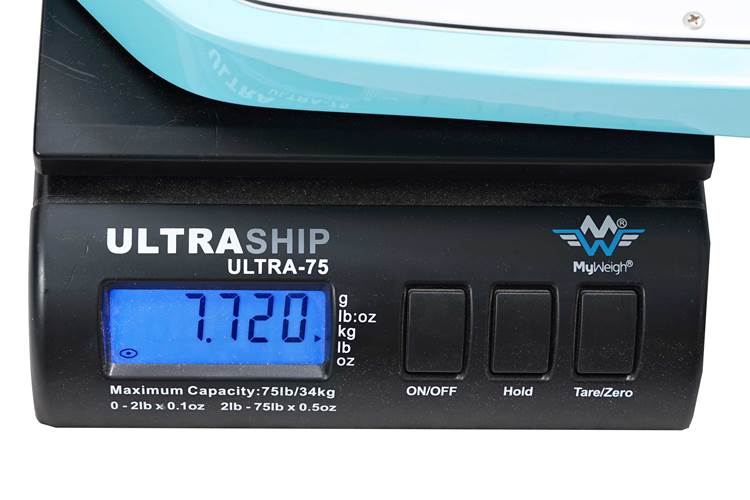 ULTRASHIP
ULTRA-75
MW®
MyWeigh®
7.720
g
lb:oz
kg
lb
oz
Maximum Capacity:75lb/34kg
0 - 2lb x 0.1oz 2lb - 75lb x 0.5oz
ON/OFF Hold Tare/Zero